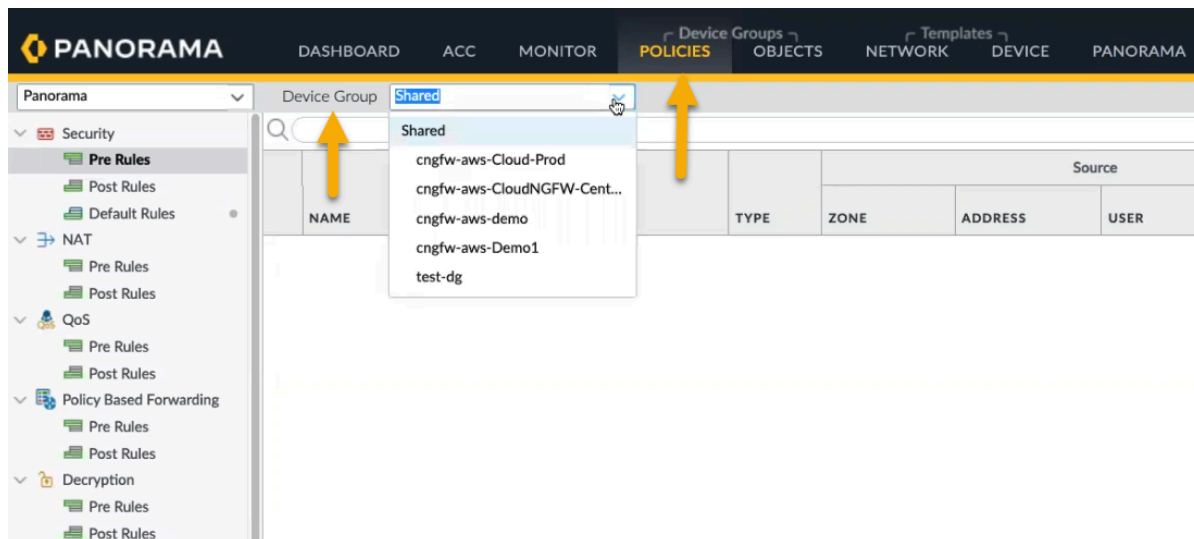 Device Groups
Templates
PANORAMA DASHBOARD ACC MONITOR POLICIES OBJECTS NETWORK DEVICE PANORAMA
Panorama Device Group Shared
Security
Pre Rules
Post Rules
Default Rules
NAT
Pre Rules
Post Rules
QoS
Pre Rules
Post Rules
Policy Based Forwarding
Pre Rules
Post Rules
Decryption
Pre Rules
Post Rules
Shared
cngfw-aws-Cloud-Prod
cngfw-aws-CloudNGFW-Cent...
cngfw-aws-demo
cngfw-aws-Demo1
test-dg
Source
NAME TYPE ZONE ADDRESS USER